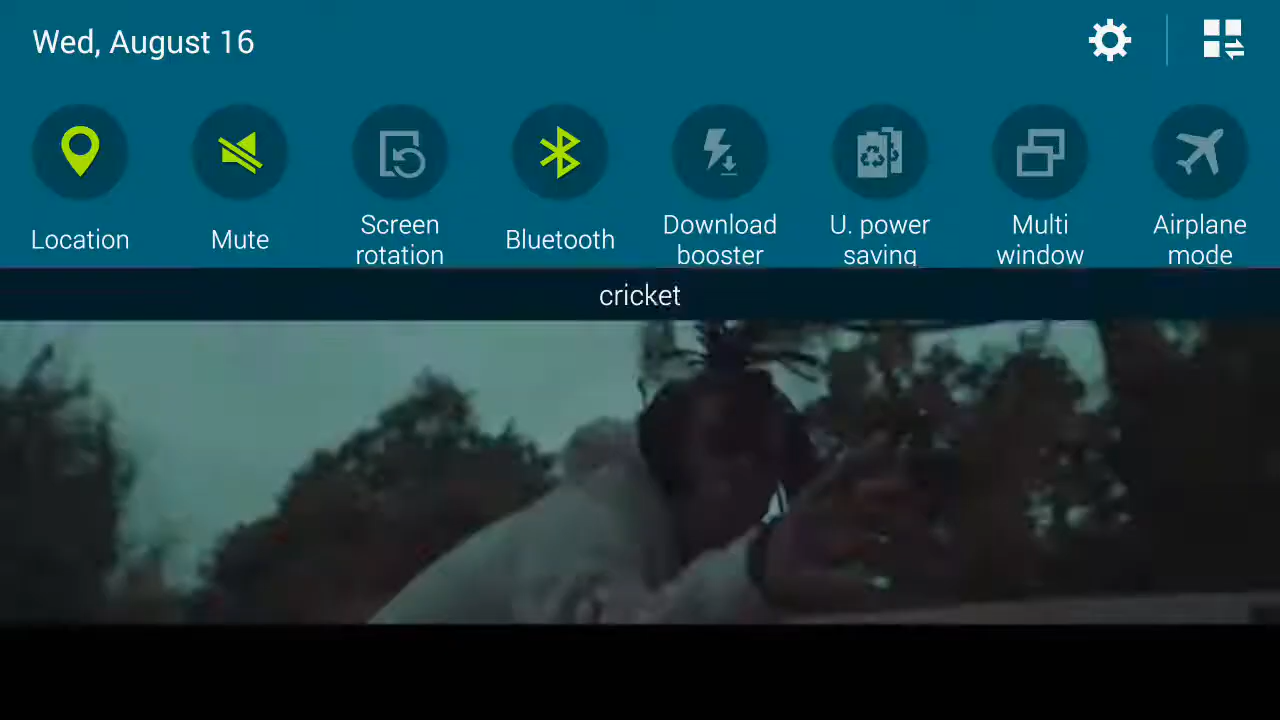 Wed, August 16
Location
Mute
Screen
rotation
Bluetooth
Download
booster
U. power
saving
Multi
window
Airplane
mode
cricket